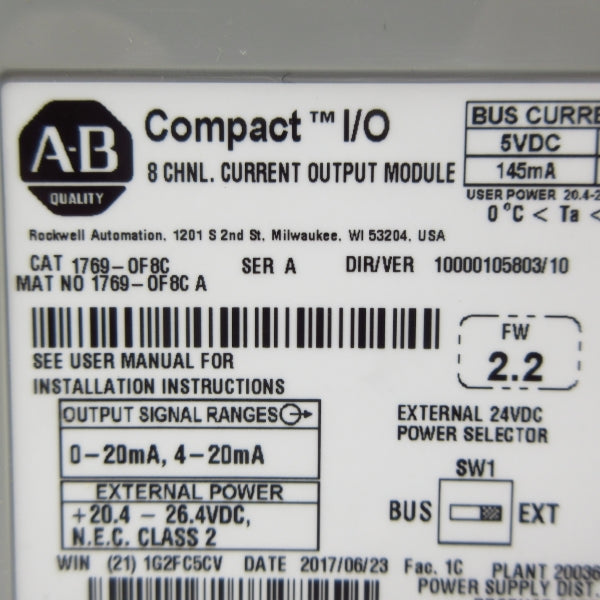 A-B
QUALITY
Compact™ I/O
8 CHNL. CURRENT OUTPUT MODULE
BUS CURRE
5VDC
145mA
USER POWER 20.4-2
0°C < Ta <
Rockwell Automation, 1201 S 2nd St, Milwaukee, WI 53204, USA
CAT 1769-OF8C SER A DIR/VER 10000105803/10
MAT NO 1769-OF8C A
FW
2.2
SEE USER MANUAL FOR
INSTALLATION INSTRUCTIONS
OUTPUT SIGNAL RANGES
0-20mA, 4-20mA
EXTERNAL POWER
+20.4 - 26.4VDC,
N.E.C. CLASS 2
EXTERNAL 24VDC
POWER SELECTOR
SW1
BUS EXT
WIN (21) 1G2FC5CV DATE 2017/06/23 Fac. 1C PLANT 20036
POWER SUPPLY DIST.